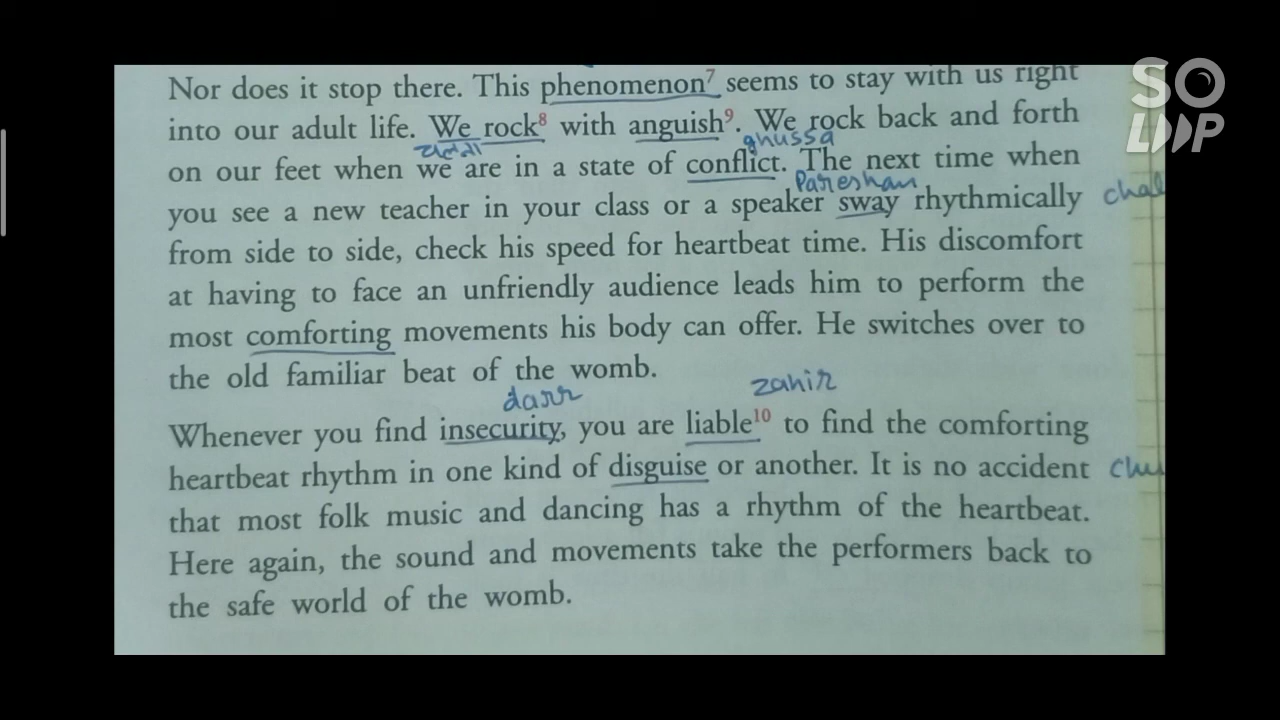 Nor does it stop there. This phenomenon⁷ seems to stay with us right
into our adult life. We rock⁸ with anguish⁹. We rock back and forth
ghussa
on our feet when we are in a state of conflict. The next time when
Pareshan
you see a new teacher in your class or a speaker sway rhythmically
from side to side, check his speed for heartbeat time. His discomfort
at having to face an unfriendly audience leads him to perform the
most comforting movements his body can offer. He switches over to
the old familiar beat of the womb.
darr zahir
Whenever you find insecurity, you are liable¹⁰ to find the comforting
heartbeat rhythm in one kind of disguise or another. It is no accident
that most folk music and dancing has a rhythm of the heartbeat.
Here again, the sound and movements take the performers back to
the safe world of the womb.
SOLOOP